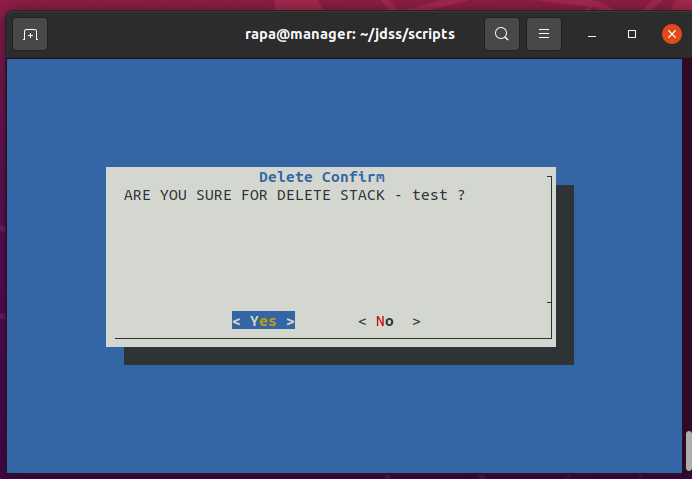 rapa@manager: ~/jdss/scripts
Delete Confirm
ARE YOU SURE FOR DELETE STACK - test ?
< Yes > < No >